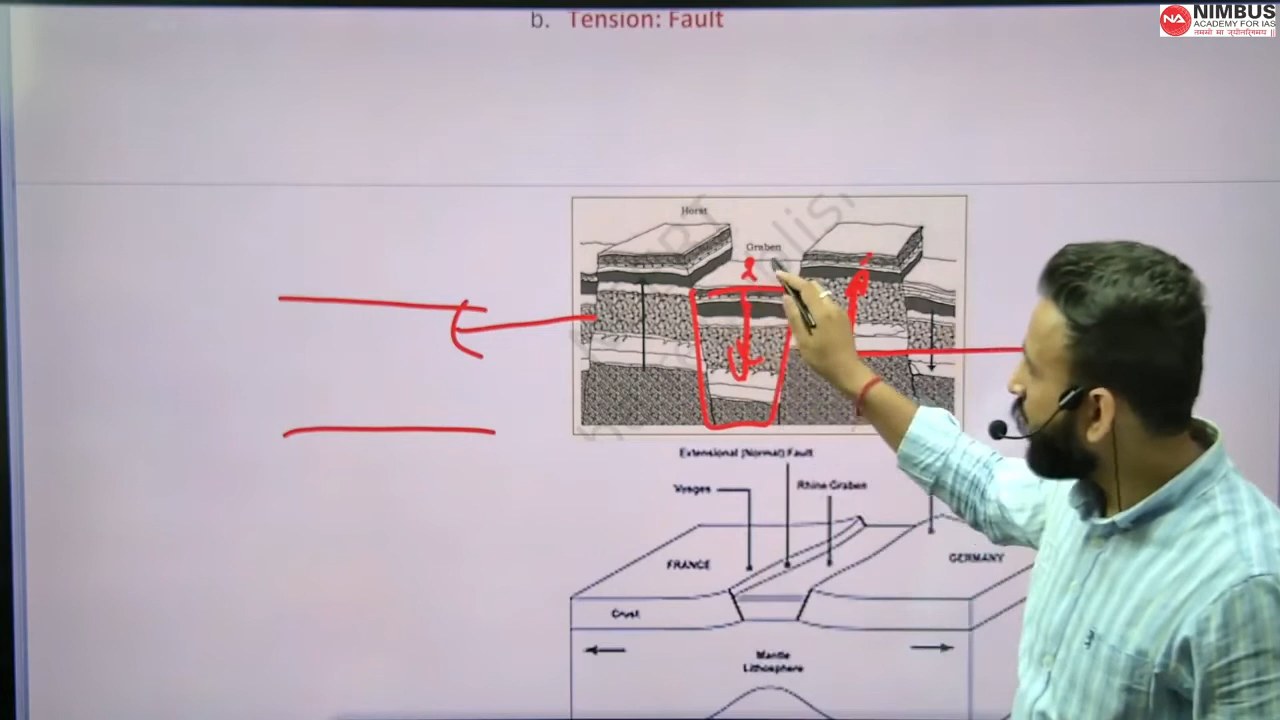 b. Tension: Fault
NIMBUS
ACADEMY FOR IAS
तमसो मा ज्योतिर्गमय ||
Horst
Graben
2
Extensional (Normal) Fault
Vosges
Rhine Graben
FRANCE
GERMANY
Crust
Mantle
Lithosphere